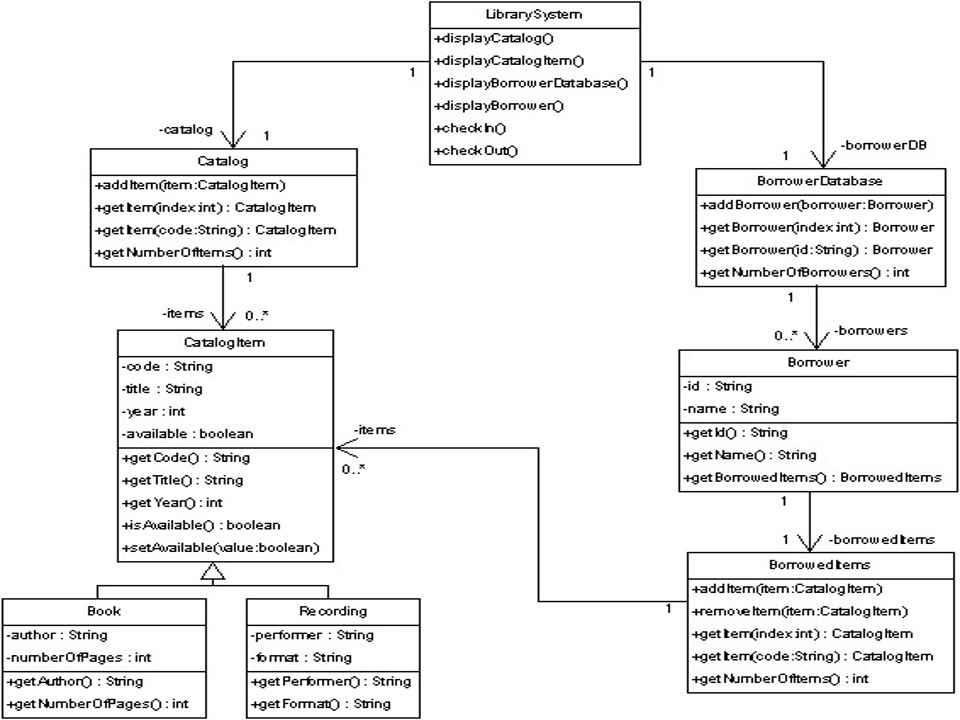 LibrarySystem
+displayCatalog()
+displayCatalogItem()
+displayBorrowerDatabase()
+displayBorrower()
+checkIn()
+checkOut()
1
1
-catalog
1
-borrowerDB
1
Catalog
+addItem(item:CatalogItem)
+getItem(index:int) : CatalogItem
+getItem(code:String) : CatalogItem
+getNumberOfItems() : int
BorrowerDatabase
+addBorrower(borrower:Borrower)
+getBorrower(index:int) : Borrower
+getBorrower(id:String) : Borrower
+getNumberOfBorrowers() : int
1
-items
0..*
1
0..*
-borrowers
CatalogItem
-code : String
-title : String
-year : int
-available : boolean
+getCode() : String
+getTitle() : String
+getYear() : int
+isAvailable() : boolean
+setAvailable(value:boolean)
-items
0..*
Borrower
-id : String
-name : String
+getId() : String
+getName() : String
+getBorrowedItems() : BorrowedItems
1
1
-borrowedItems
BorrowedItems
+addItem(item:CatalogItem)
+removeItem(item:CatalogItem)
+getItem(index:int) : CatalogItem
+getItem(code:String) : CatalogItem
+getNumberOfItems() : int
1
Book
-author : String
-numberOfPages : int
+getAuthor() : String
+getNumberOfPages() : int
Recording
-performer : String
-format : String
+getPerformer() : String
+getFormat() : String